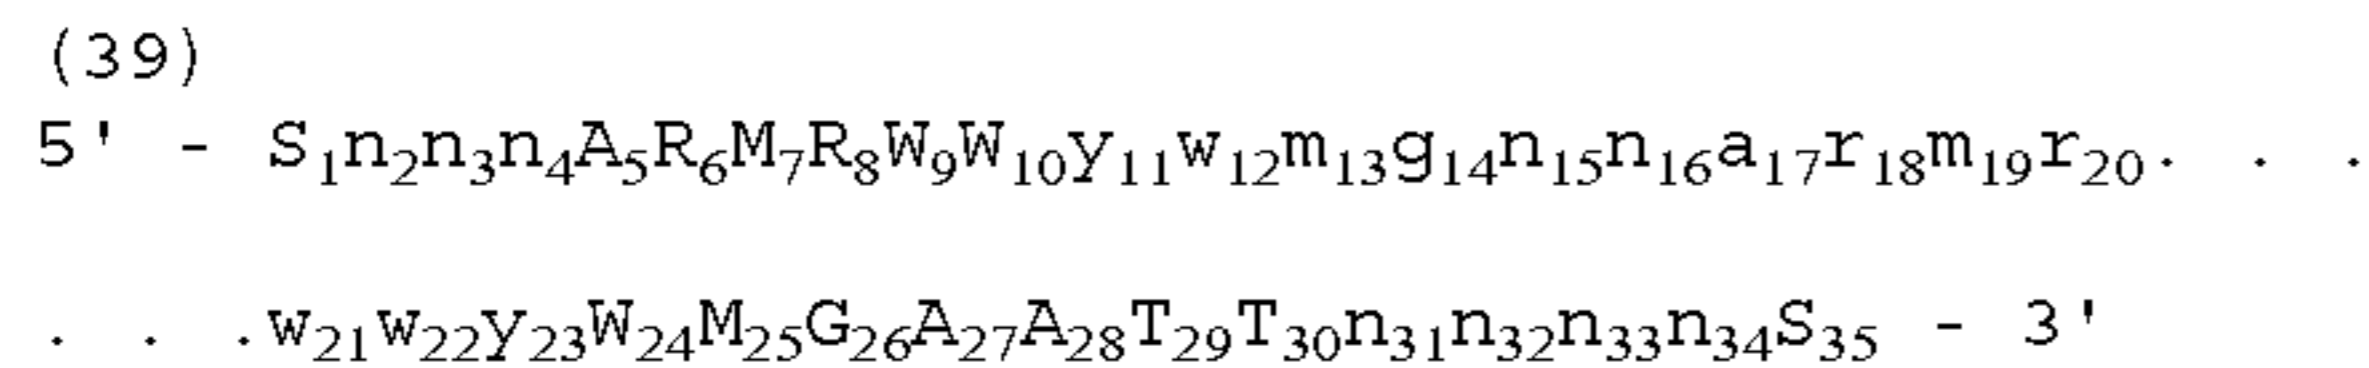 (39)
5' - S₁n₂n₃n₄A₅R₆M₇R₈W₉W₁₀y₁₁w₁₂m₁₃g₁₄n₁₅n₁₆a₁₇r₁₈m₁₉r₂₀. . .
. . .w₂₁w₂₂y₂₃W₂₄M₂₅G₂₆A₂₇A₂₈T₂₉T₃₀n₃₁n₃₂n₃₃n₃₄S₃₅ - 3'